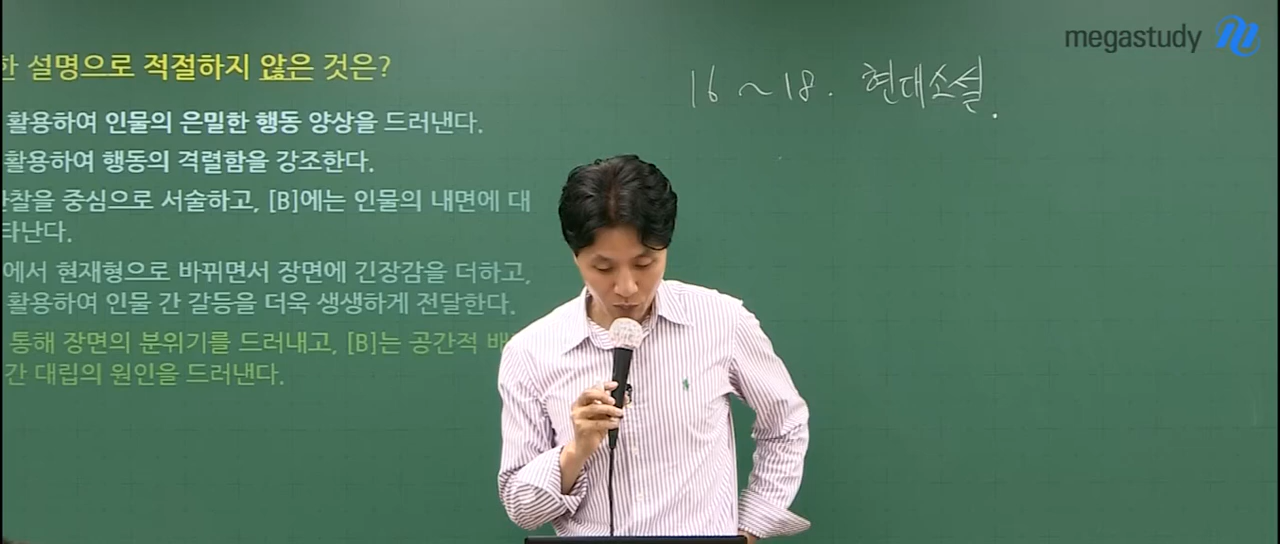 megastudy
한 설명으로 적절하지 않은 것은?
16 ~ 18. 현대소설.
활용하여 인물의 은밀한 행동 양상을 드러낸다.
활용하여 행동의 격렬함을 강조한다.
찰을 중심으로 서술하고, [B]에는 인물의 내면에 대
타난다.
에서 현재형으로 바뀌면서 장면에 긴장감을 더하고,
활용하여 인물 간 갈등을 더욱 생생하게 전달한다.
통해 장면의 분위기를 드러내고, [B]는 공간적
간 대립의 원인을 드러낸다.